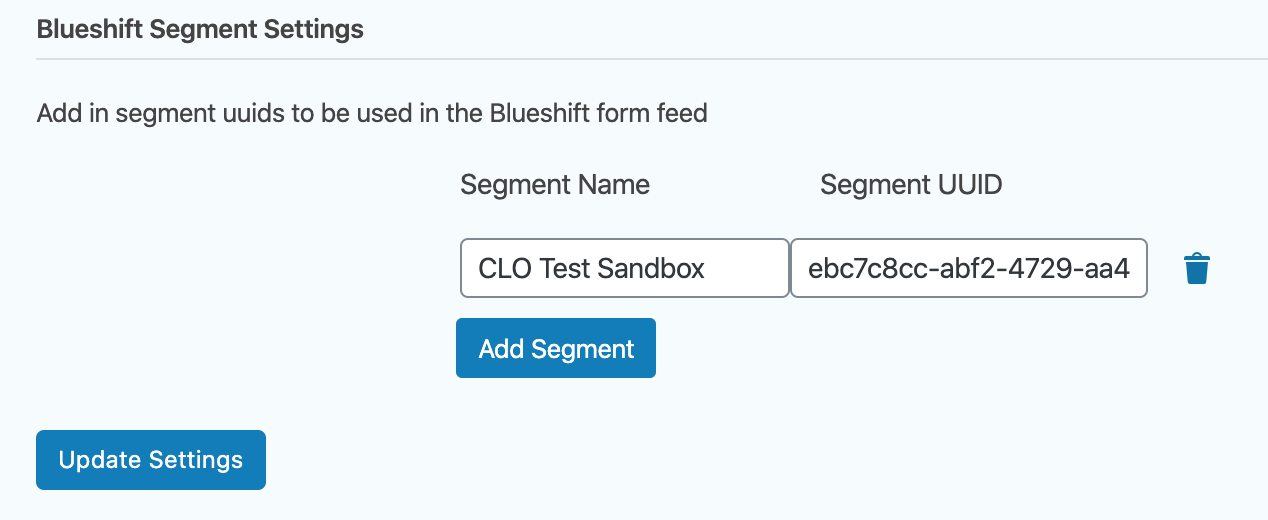 Blueshift Segment Settings
Add in segment uuids to be used in the Blueshift form feed
Segment Name Segment UUID
CLO Test Sandbox ebc7c8cc-abf2-4729-aa4
Add Segment
Update Settings